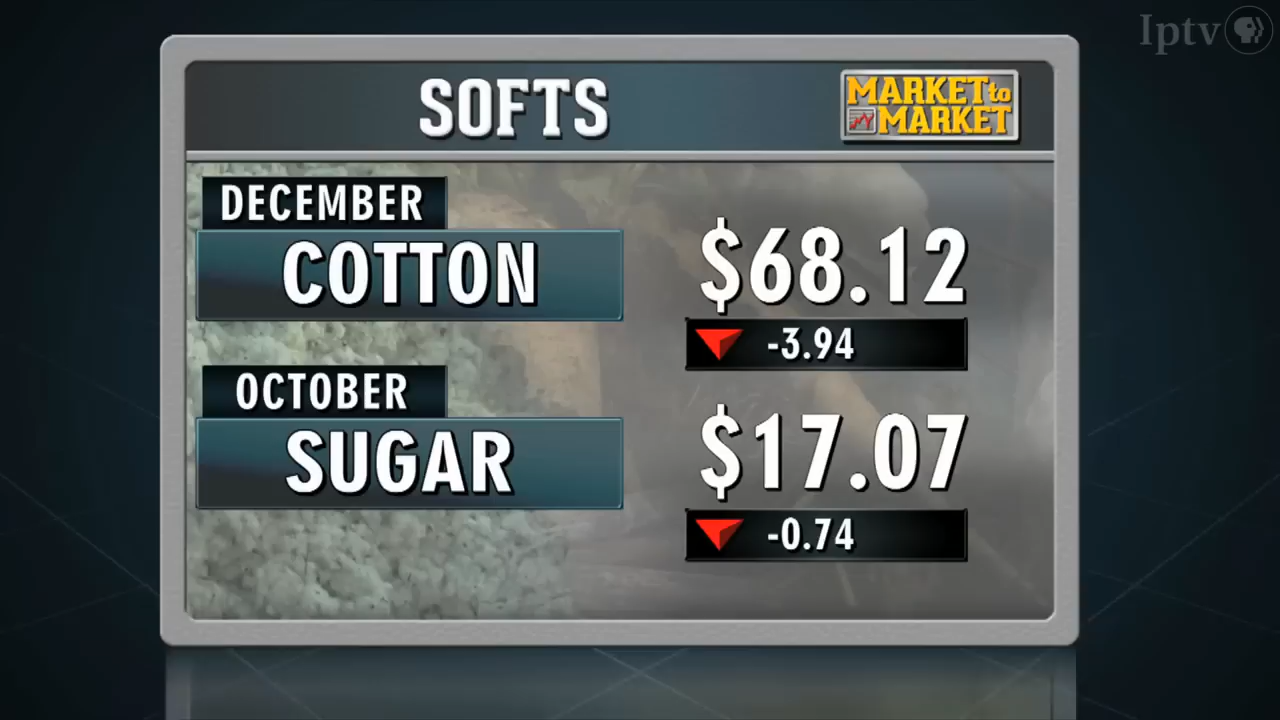 Iptv
SOFTS
MARKET to
MARKET
DECEMBER
COTTON
$68.12
-3.94
OCTOBER
SUGAR
$17.07
-0.74